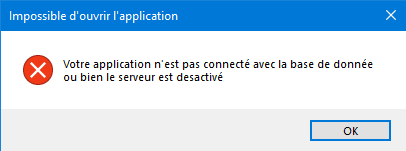 Impossible d'ouvrir l'application
Votre application n'est pas connecté avec la base de donnée
ou bien le serveur est desactivé
OK